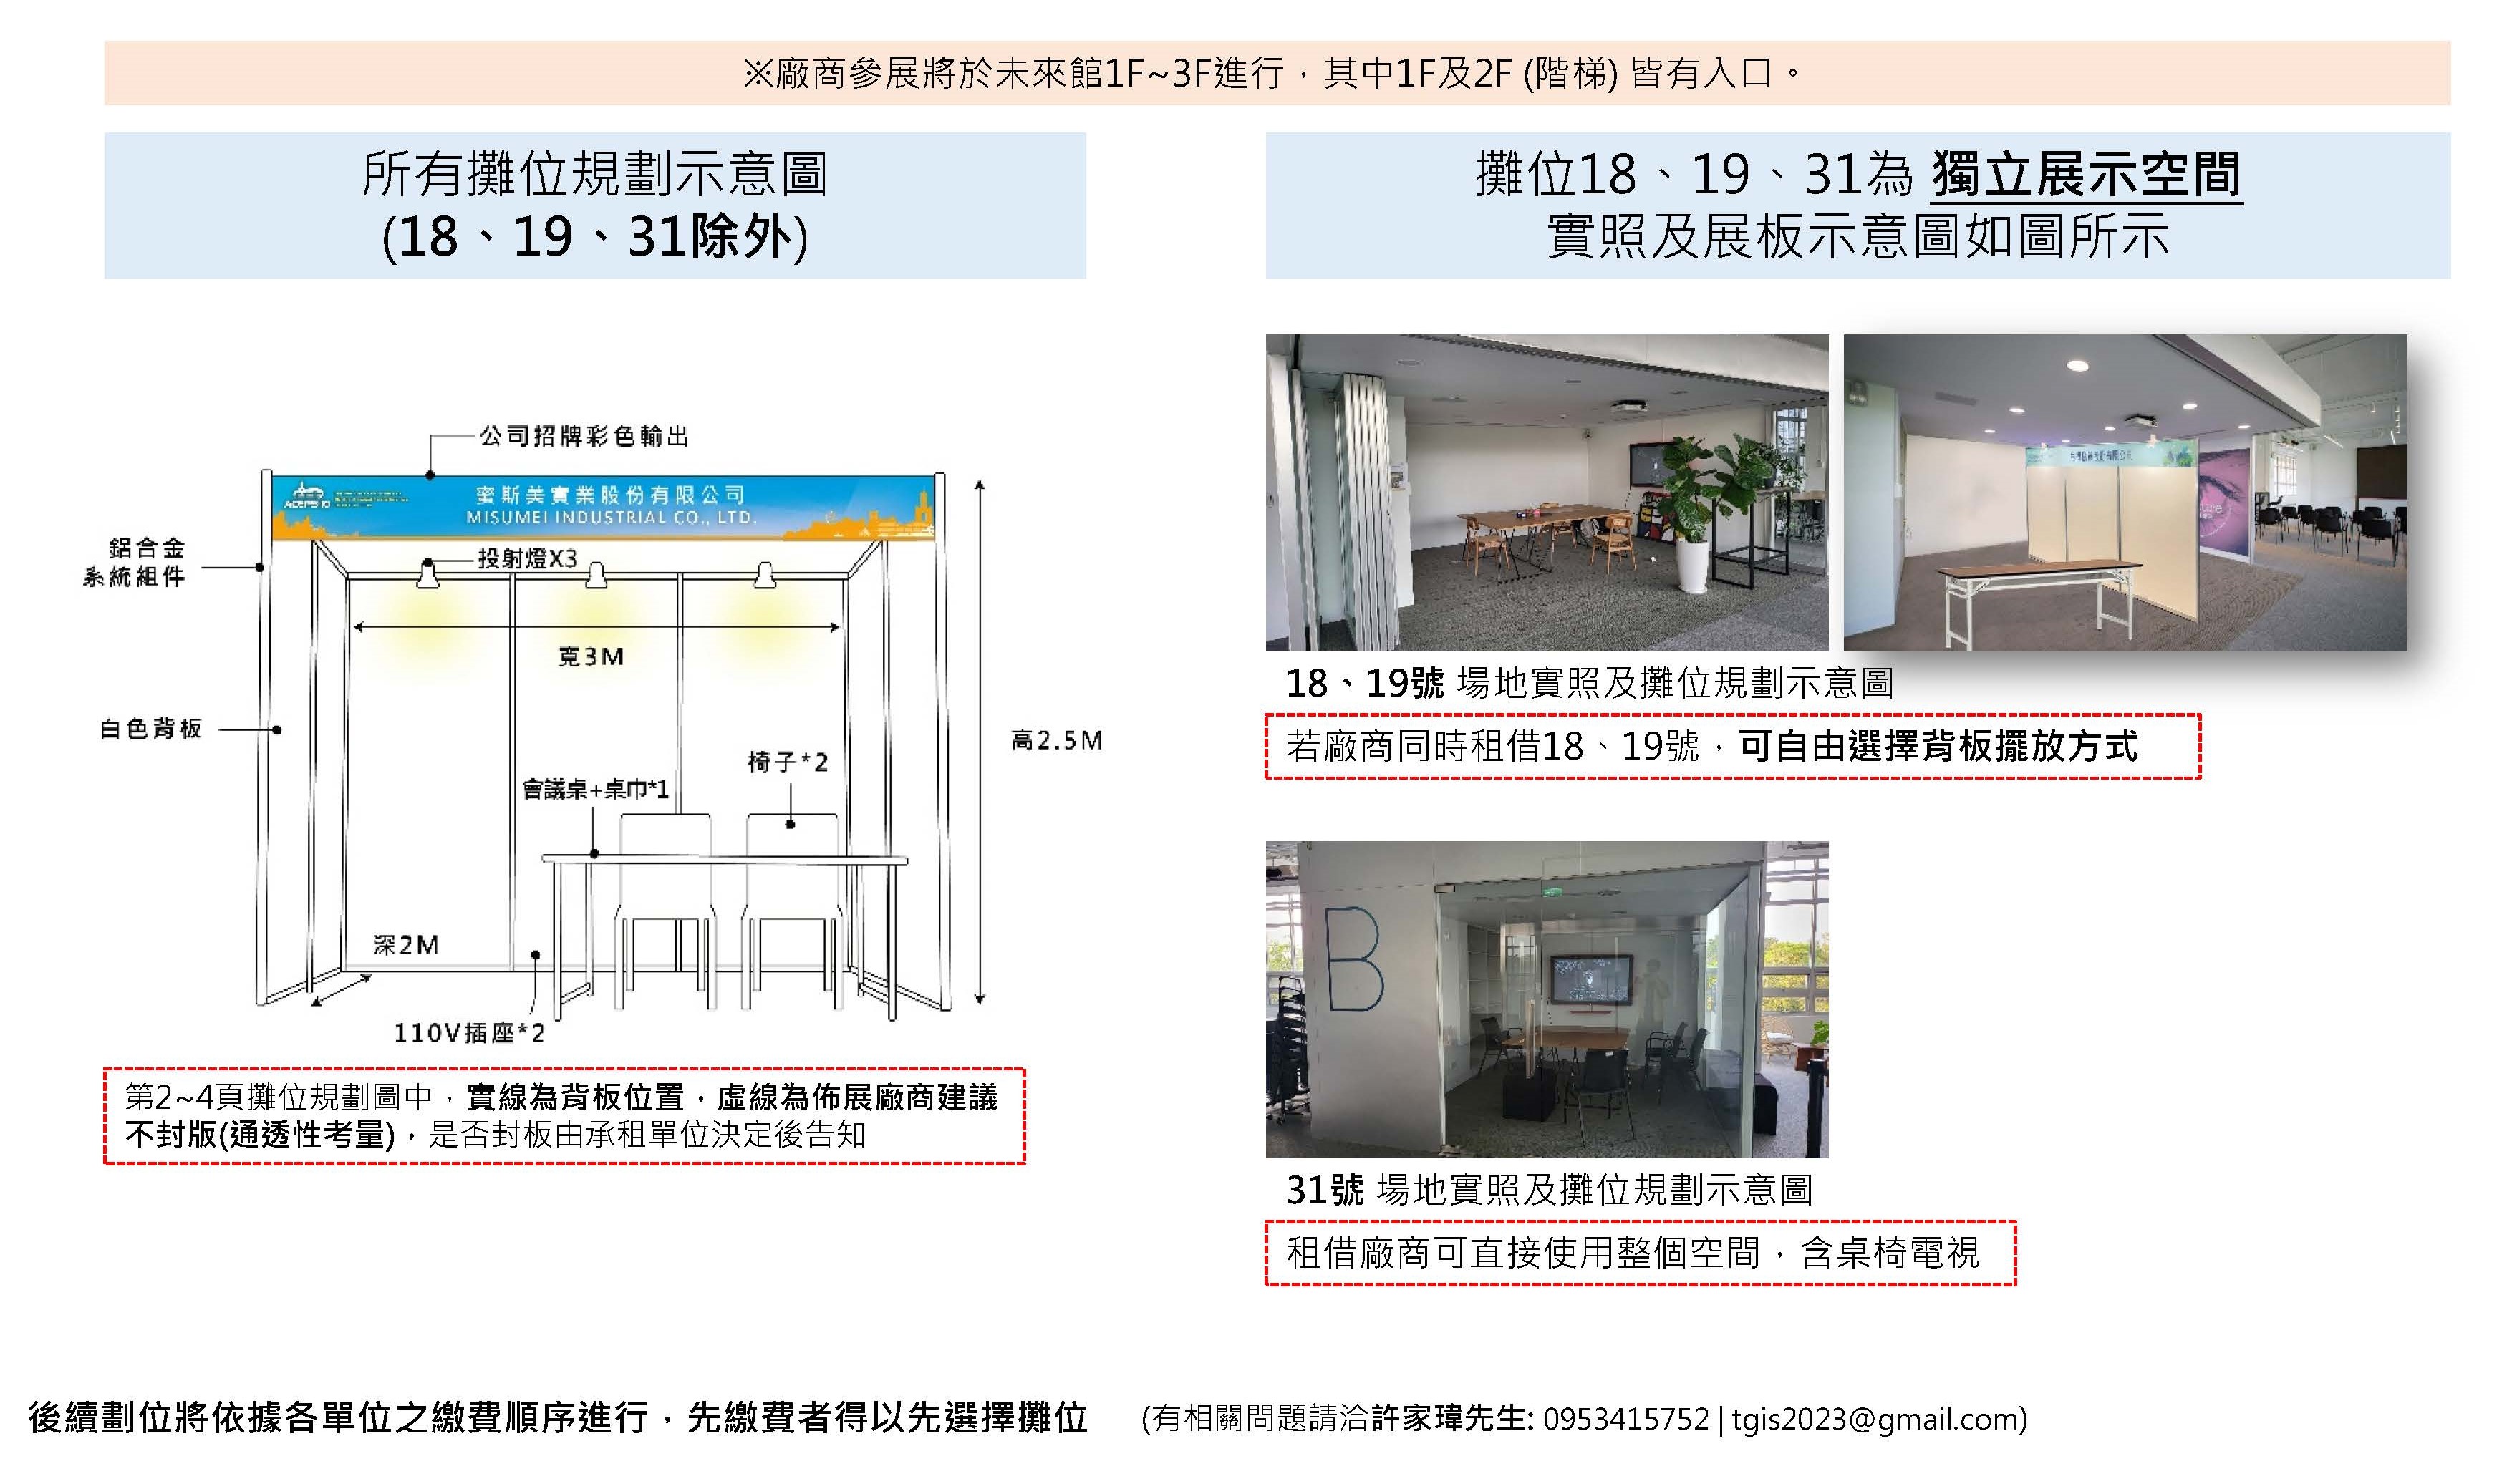 ※廠商參展將於未來館1F~3F進行，其中1F及2F (階梯) 皆有入口。
所有攤位規劃示意圖
(18、19、31除外)
公司招牌彩色輸出
蜜斯美實業股份有限公司
MISUMEI INDUSTRIAL CO., LTD.
鋁合金
系統組件
投射燈X3
寬3M
白色背板
高2.5M
椅子*2
會議桌+桌巾*1
深2M
110V插座*2
第2~4頁攤位規劃圖中，實線為背板位置，虛線為佈展廠商建議
不封版(通透性考量)，是否封板由承租單位決定後告知
攤位18、19、31為 獨立展示空間
實照及展板示意圖如圖所示
18、19號 場地實照及攤位規劃示意圖
若廠商同時租借18、19號，可自由選擇背板擺放方式
B
31號 場地實照及攤位規劃示意圖
租借廠商可直接使用整個空間，含桌椅電視
後續劃位將依據各單位之繳費順序進行，先繳費者得以先選擇攤位 (有相關問題請洽許家瑋先生: 0953415752 | tgis2023@gmail.com)